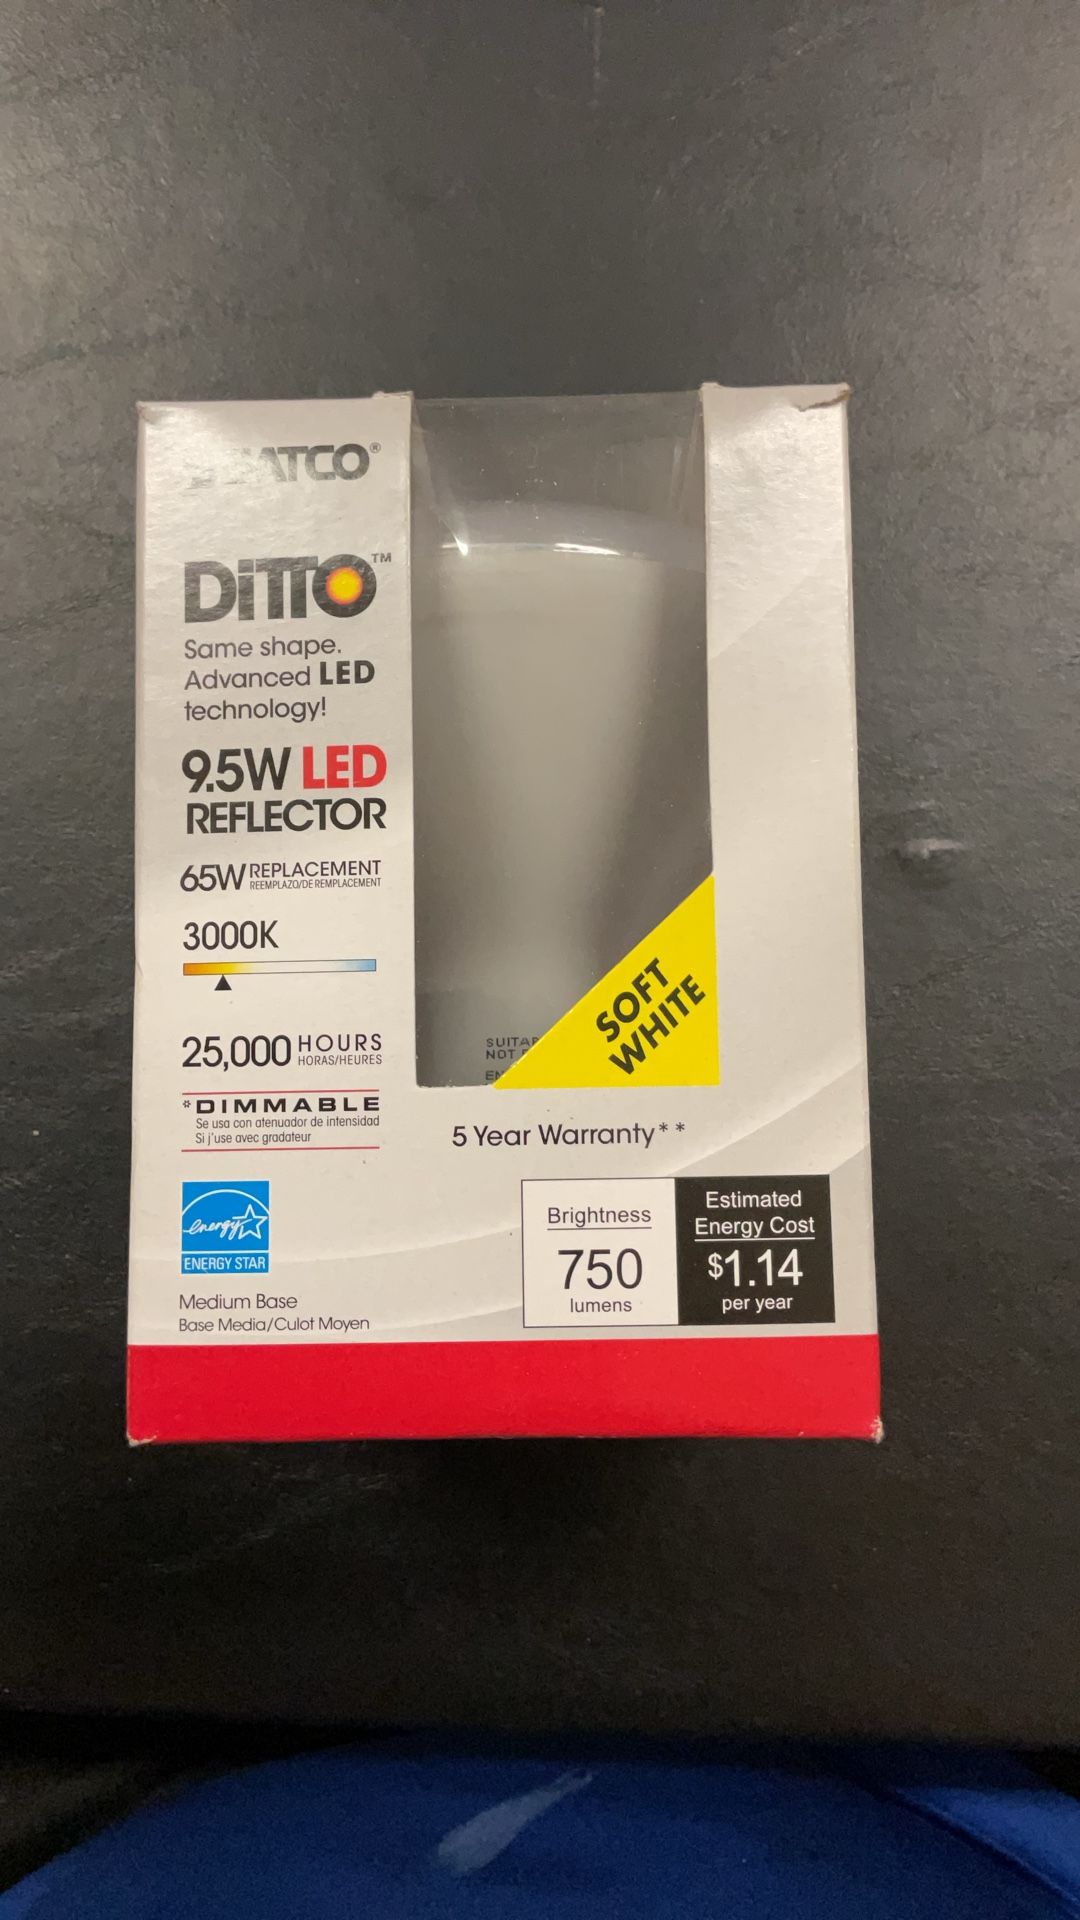 DiTTO™
Same shape.
Advanced LED
technology!
9.5W LED
REFLECTOR
65W REPLACEMENT
REEMPLAZO/DE REMPLACEMENT
3000K
25,000 HOURS
HORAS/HEURES
*DIMMABLE
Se usa con atenuador de intensidad
Si j'use avec gradateur
energy
ENERGY STAR
Medium Base
Base Media/Culot Moyen
NOT
SOFT
WHITE
5 Year Warranty**
Brightness
750
lumens
Estimated
Energy Cost
$1.14
per year